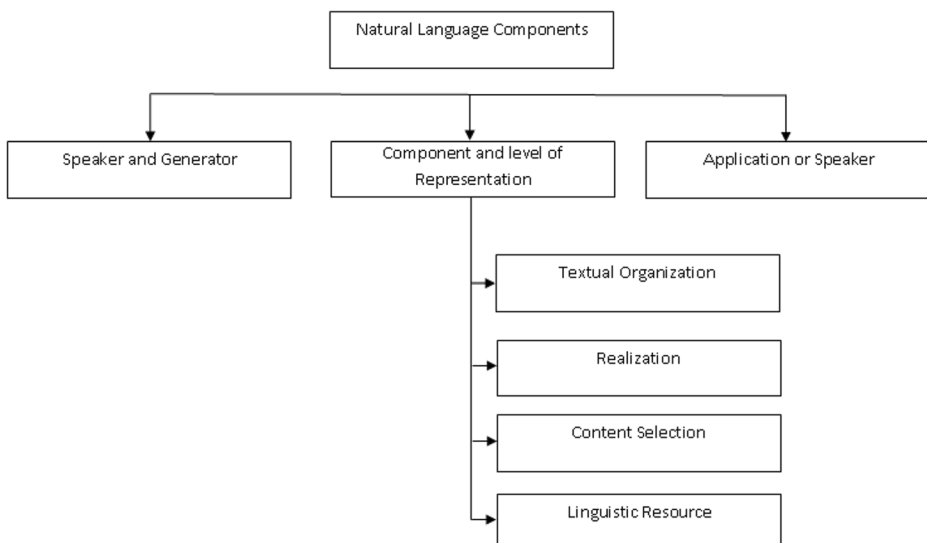 Natural Language Components
Speaker and Generator
Component and level of
Representation
Application or Speaker
Textual Organization
Realization
Content Selection
Linguistic Resource